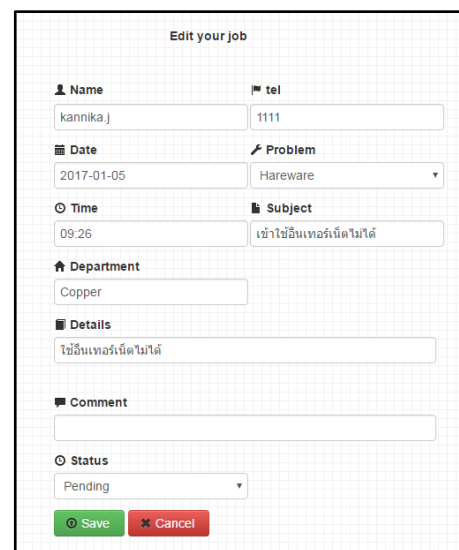 Edit your job
Name
tel
kannika.j
1111
Date
Problem
2017-01-05
Hareware
Time
Subject
09:26
เข้าใช้อินเทอร์เน็ตไม่ได้
Department
Copper
Details
ใช้อินเทอร์เน็ตไม่ได้
Comment
Status
Pending
Save
Cancel